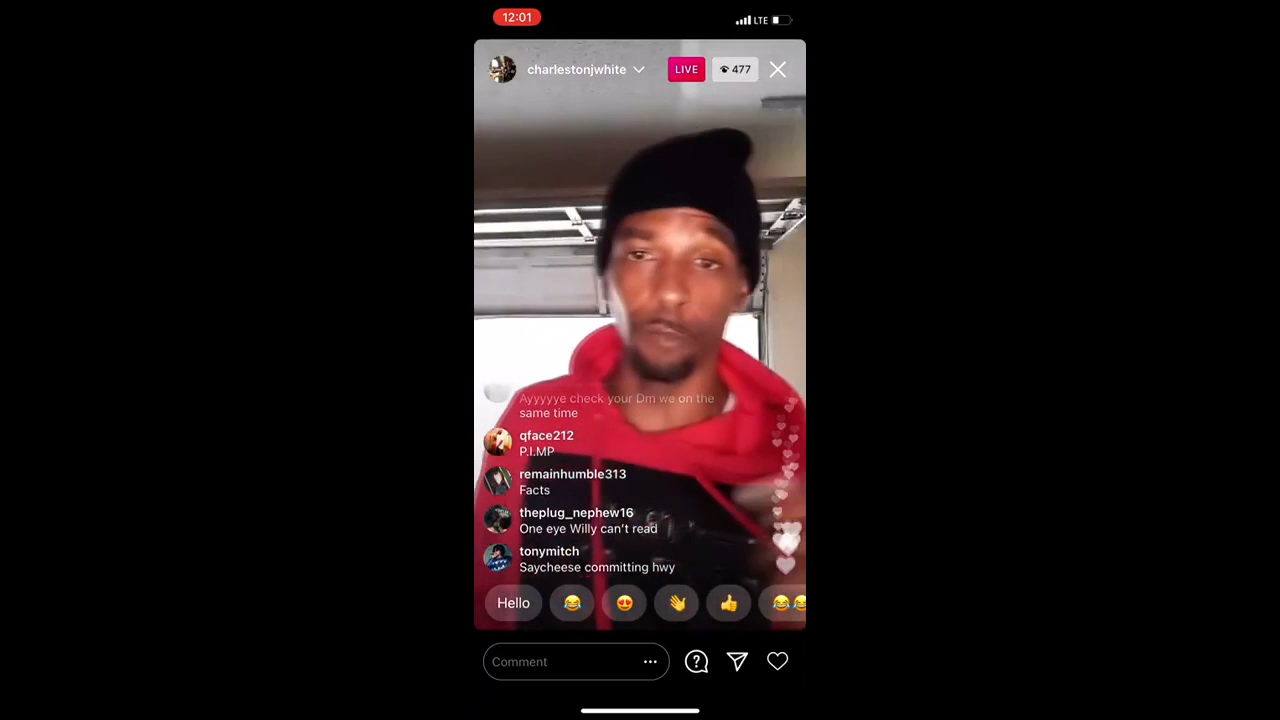 12:01
LTE
charlestonjwhite
LIVE
477
Ayyyyye check your Dm we on the
same time
qface212
P.I.MP
remainhumble313
Facts
theplug_nephew16
One eye Willy can't read
tonymitch
Saycheese committing hwy
Hello
Comment